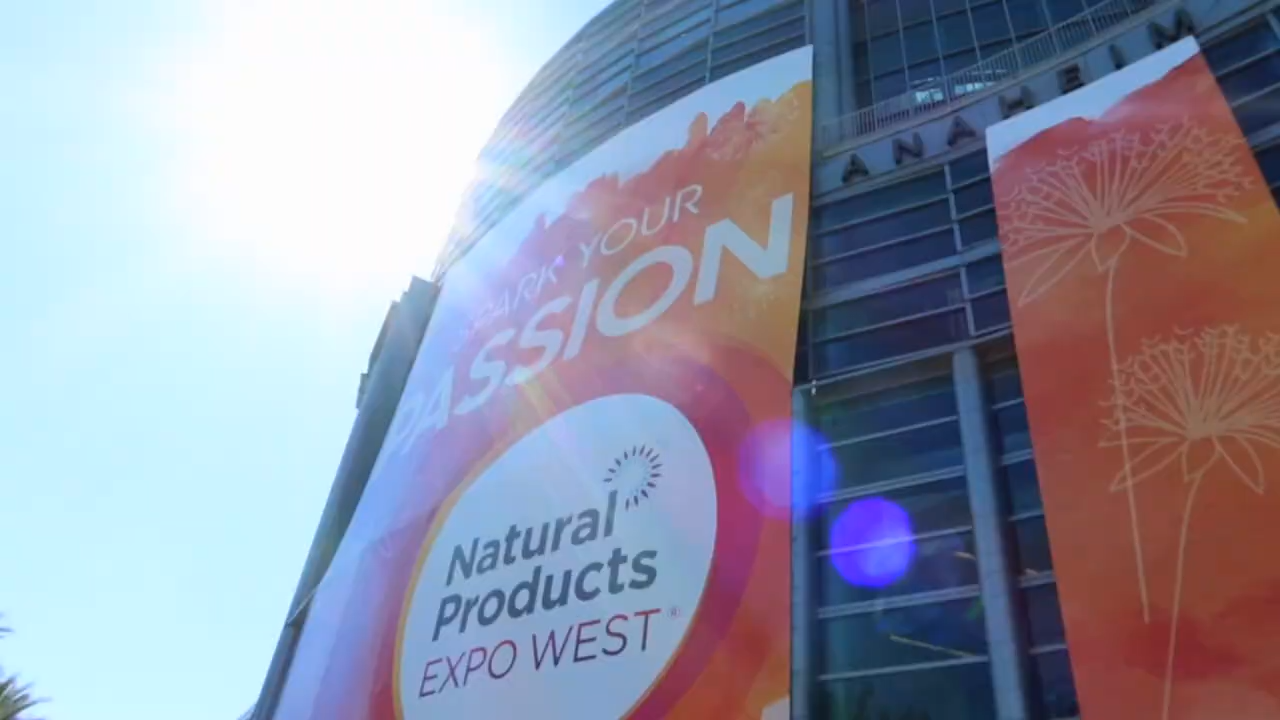 SPARK YOUR
PASSION
Natural
Products
EXPO WEST®
ANAHEIM